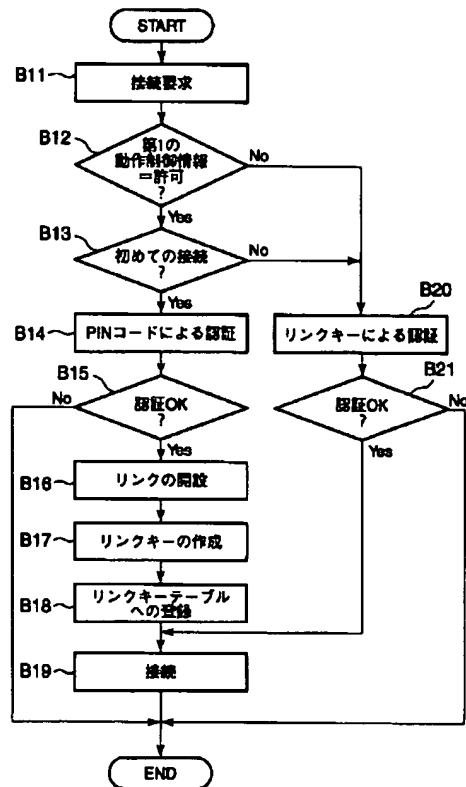 START
B11
接続要求
B12
第1の
動作制御情報
=許可
?
No
Yes
B13
初めての接続
?
No
Yes
B20
B14
PINコードによる認証
リンクキーによる認証
B15
B21
No
認証OK
?
認証OK
?
No
Yes
Yes
B16
リンクの開設
B17
リンクキーの作成
B18
リンクキーテーブル
への登録
B19
接続
END